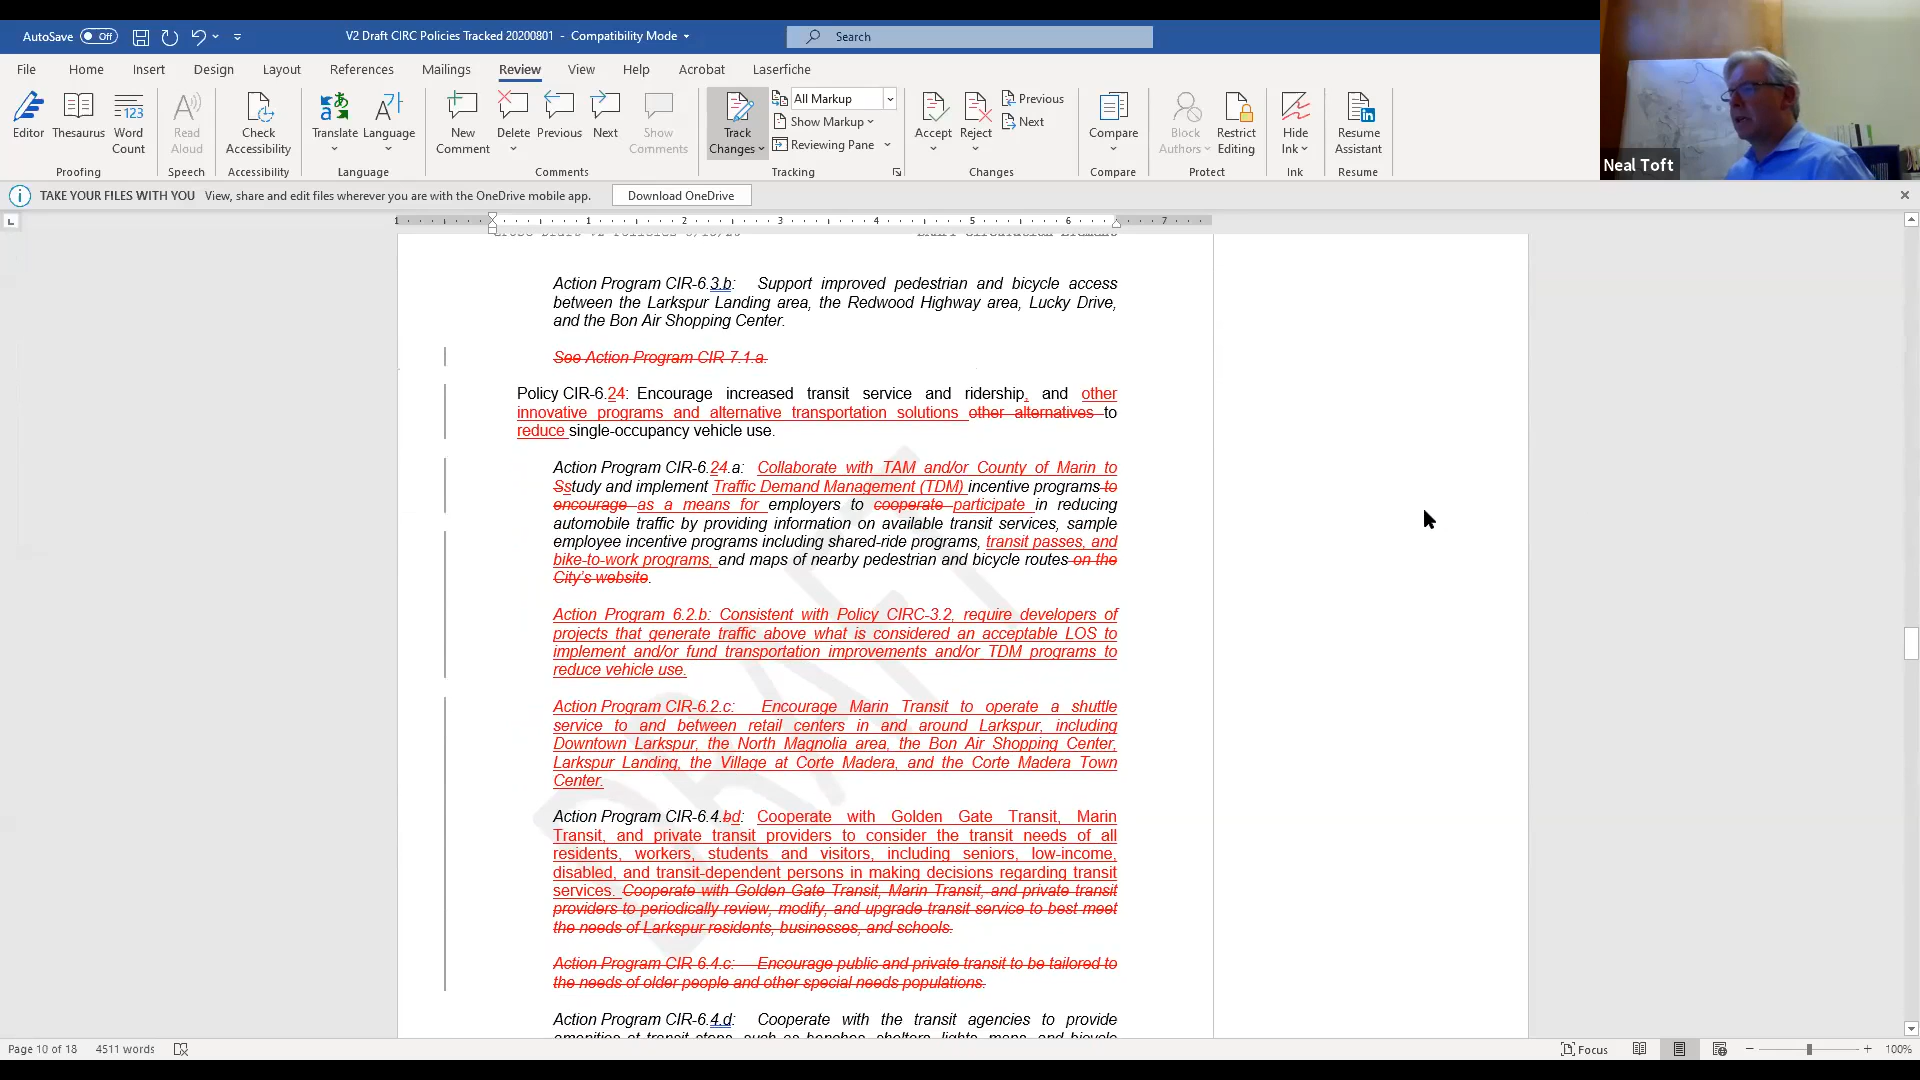 AutoSave Off V2 Draft CIRC Policies Tracked 20200801 - Compatibility Mode Search
File Home Insert Design Layout References Mailings Review View Help Acrobat Laserfiche
Editor Thesaurus Word Count Read Aloud Check Accessibility Translate Language New Comment Delete Previous Next Show Comments Track Changes All Markup Show Markup Reviewing Pane Accept Reject Previous Next Compare Block Authors Restrict Editing Hide Ink Resume Assistant
Proofing Speech Accessibility Language Comments Tracking Changes Compare Protect Ink Resume
Neal Toft
TAKE YOUR FILES WITH YOU View, share and edit files wherever you are with the OneDrive mobile app. Download OneDrive
1 1 2 3 4 5 6 7
Action Program CIR-6.3.b: Support improved pedestrian and bicycle access
between the Larkspur Landing area, the Redwood Highway area, Lucky Drive,
and the Bon Air Shopping Center.
See Action Program CIR-7.1.a.
Policy CIR-6.24: Encourage increased transit service and ridership, and other
innovative programs and alternative transportation solutions other alternatives to
reduce single-occupancy vehicle use.
Action Program CIR-6.24.a: Collaborate with TAM and/or County of Marin to
Sstudy and implement Traffic Demand Management (TDM) incentive programs to
encourage as a means for employers to cooperate participate in reducing
automobile traffic by providing information on available transit services, sample
employee incentive programs including shared-ride programs, transit passes, and
bike-to-work programs, and maps of nearby pedestrian and bicycle routes on the
City's website.
Action Program 6.2.b: Consistent with Policy CIRC-3.2, require developers of
projects that generate traffic above what is considered an acceptable LOS to
implement and/or fund transportation improvements and/or TDM programs to
reduce vehicle use.
Action Program CIR-6.2.c: Encourage Marin Transit to operate a shuttle
service to and between retail centers in and around Larkspur, including
Downtown Larkspur, the North Magnolia area, the Bon Air Shopping Center,
Larkspur Landing, the Village at Corte Madera, and the Corte Madera Town
Center.
Action Program CIR-6.4.bd: Cooperate with Golden Gate Transit, Marin
Transit, and private transit providers to consider the transit needs of all
residents, workers, students and visitors, including seniors, low-income,
disabled, and transit-dependent persons in making decisions regarding transit
services. Cooperate with Golden Gate Transit, Marin Transit, and private transit
providers to periodically review, modify, and upgrade transit service to best meet
the needs of Larkspur residents, businesses, and schools.
Action Program CIR-6.4.c: Encourage public and private transit to be tailored to
the needs of older people and other special needs populations.
Action Program CIR-6.4.d: Cooperate with the transit agencies to provide
amenities at transit stops, such as benches, shelters, lights, maps, and bicycle
DRAFT
Page 10 of 18 4511 words Focus 100%